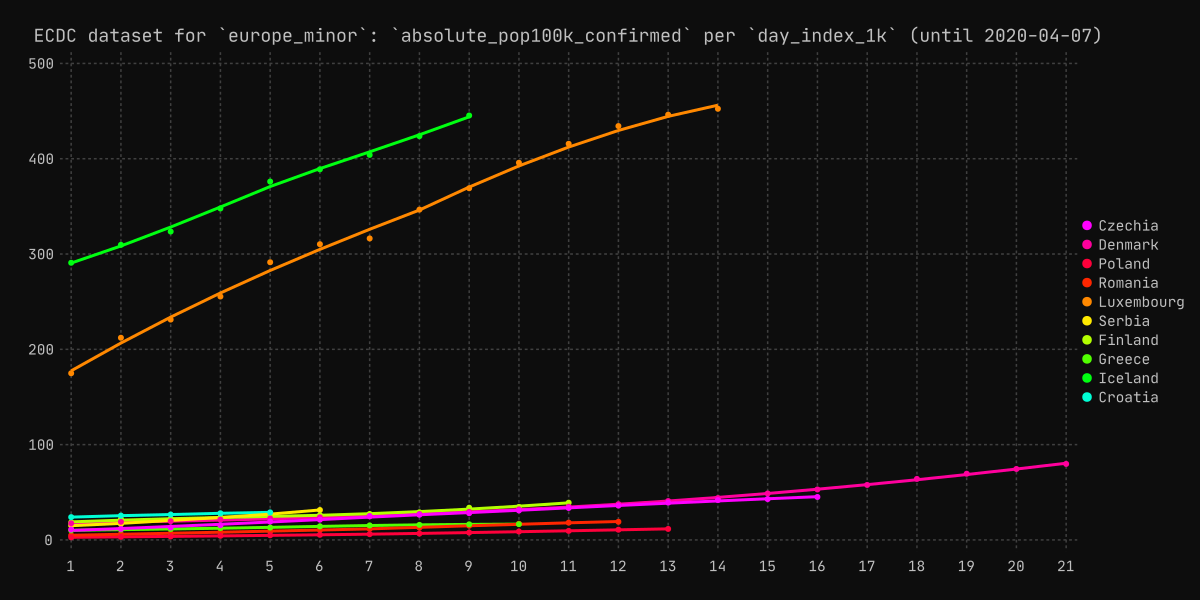 ECDC dataset for `europe_minor`: `absolute_pop100k_confirmed` per `day_index_1k` (until 2020-04-07)
500
400
300
200
100
0
1 2 3 4 5 6 7 8 9 10 11 12 13 14 15 16 17 18 19 20 21
Czechia
Denmark
Poland
Romania
Luxembourg
Serbia
Finland
Greece
Iceland
Croatia